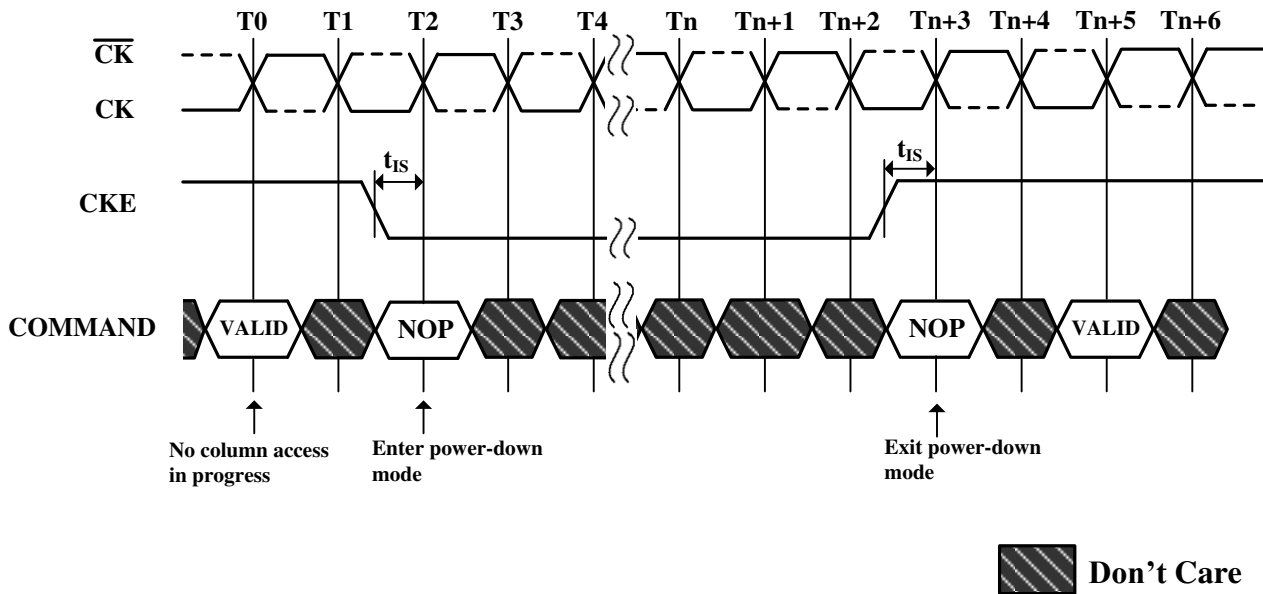 T0 T1 T2 T3 T4 Tn Tn+1 Tn+2 Tn+3 Tn+4 Tn+5 Tn+6
CK
CK
tIS tIS
CKE
COMMAND VALID NOP NOP VALID
No column access
in progress
Enter power-down
mode
Exit power-down
mode
Don't Care